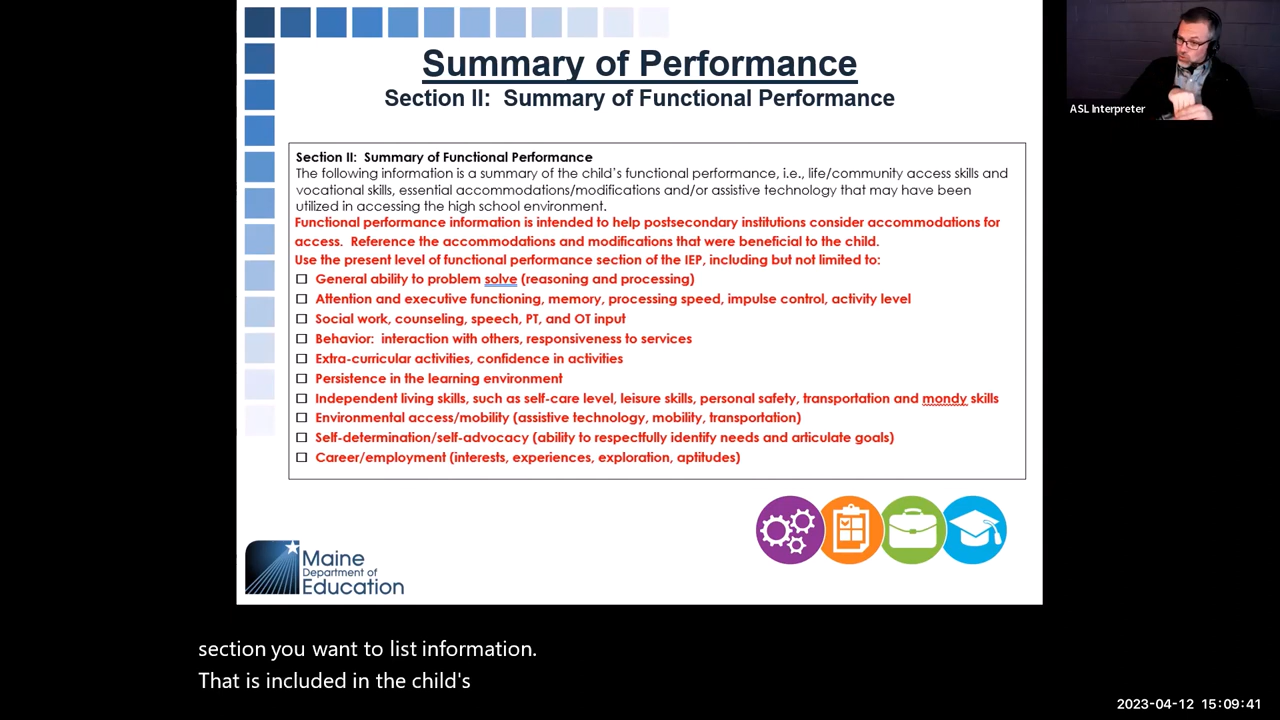 Summary of Performance
Section II: Summary of Functional Performance
ASL Interpreter
Section II: Summary of Functional Performance
The following information is a summary of the child's functional performance, i.e., life/community access skills and
vocational skills, essential accommodations/modifications and/or assistive technology that may have been
utilized in accessing the high school environment.
Functional performance information is intended to help postsecondary institutions consider accommodations for
access. Reference the accommodations and modifications that were beneficial to the child.
Use the present level of functional performance section of the IEP, including but not limited to:
☐ General ability to problem solve (reasoning and processing)
☐ Attention and executive functioning, memory, processing speed, impulse control, activity level
☐ Social work, counseling, speech, PT, and OT input
☐ Behavior: interaction with others, responsiveness to services
☐ Extra-curricular activities, confidence in activities
☐ Persistence in the learning environment
☐ Independent living skills, such as self-care level, leisure skills, personal safety, transportation and mondy skills
☐ Environmental access/mobility (assistive technology, mobility, transportation)
☐ Self-determination/self-advocacy (ability to respectfully identify needs and articulate goals)
☐ Career/employment (interests, experiences, exploration, aptitudes)
Maine
Department of
Education
section you want to list information.
That is included in the child's
2023-04-12 15:09:41